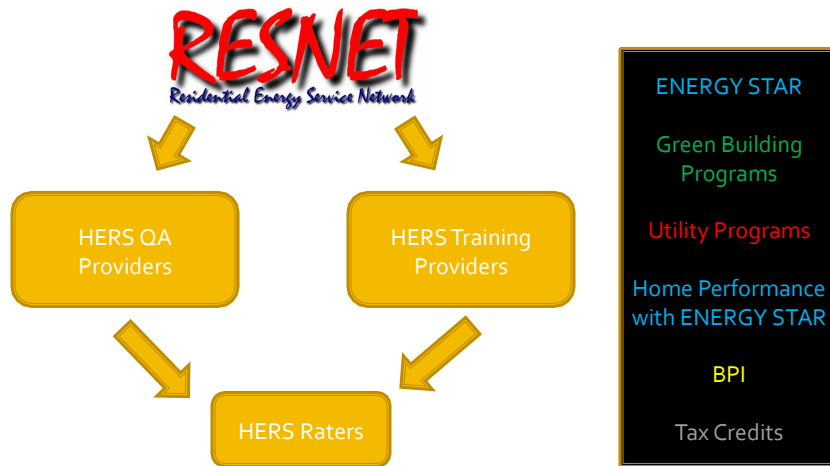 RESNET
Residential Energy Service Network
HERS QA
Providers
HERS Training
Providers
HERS Raters
ENERGY STAR
Green Building
Programs
Utility Programs
Home Performance
with ENERGY STAR
BPI
Tax Credits